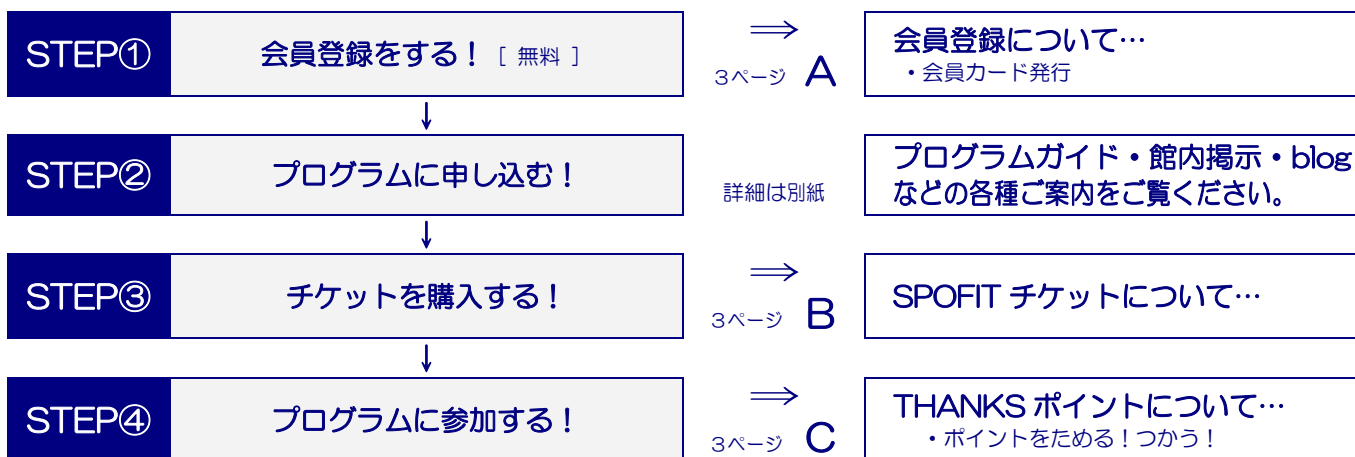 STEP① 会員登録をする！ [ 無料 ] ⇒ 会員登録について…
3ページ A ・会員カード発行
↓
STEP② プログラムに申し込む！ 詳細は別紙 プログラムガイド・館内掲示・blog
などの各種ご案内をご覧ください。
↓
STEP③ チケットを購入する！ ⇒ SPOFIT チケットについて…
3ページ B
↓
STEP④ プログラムに参加する！ ⇒ THANKS ポイントについて…
3ページ C ・ポイントをためる！つかう！